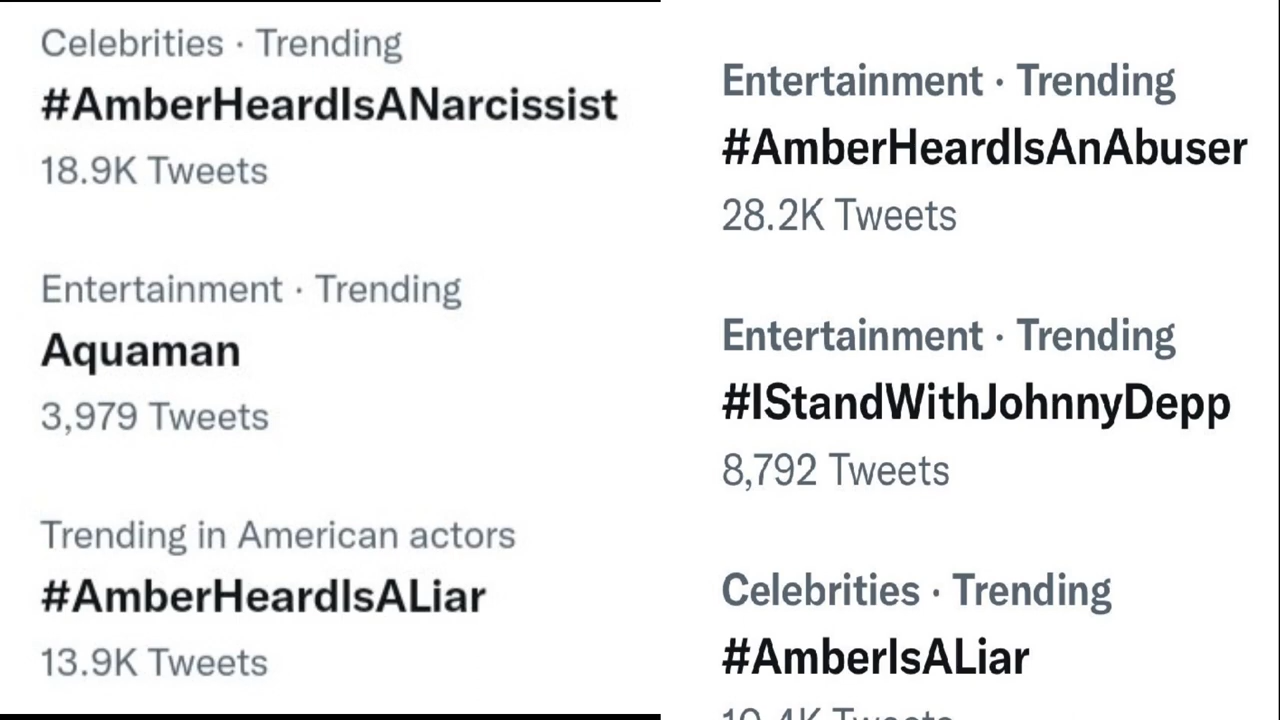 Celebrities · Trending
#AmberHeardIsANarcissist
18.9K Tweets
Entertainment · Trending
Aquaman
3,979 Tweets
Trending in American actors
#AmberHeardIsALiar
13.9K Tweets
Entertainment · Trending
#AmberHeardIsAnAbuser
28.2K Tweets
Entertainment · Trending
#IStandWithJohnnyDepp
8,792 Tweets
Celebrities · Trending
#AmberIsALiar
Tweets